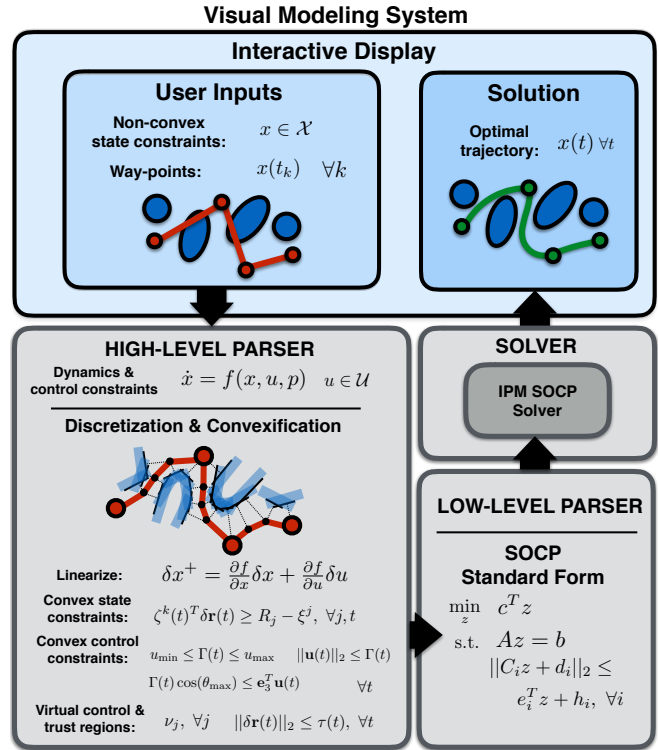 Visual Modeling System
Interactive Display
User Inputs
Non-convex
state constraints: x ∈ 𝒳
Way-points: x(t_k) ∀k
Solution
Optimal
trajectory: x(t) ∀t
HIGH-LEVEL PARSER
Dynamics &
control constraints ẋ = f(x, u, p) u ∈ 𝒰
Discretization & Convexification
Linearize: δx⁺ = ∂f/∂x δx + ∂f/∂u δu
Convex state
constraints: ζ^k(t)^T δr(t) ≥ R_j − ξ^j, ∀j, t
Convex control
constraints: u_min ≤ Γ(t) ≤ u_max ||u(t)||_2 ≤ Γ(t)
Γ(t) cos(θ_max) ≤ e_3^T u(t) ∀t
Virtual control &
trust regions: ν_j, ∀j ||δr(t)||_2 ≤ τ(t), ∀t
SOLVER
IPM SOCP
Solver
LOW-LEVEL PARSER
SOCP
Standard Form
min_z c^T z
s.t. Az = b
||C_i z + d_i||_2 ≤
e_i^T z + h_i, ∀i